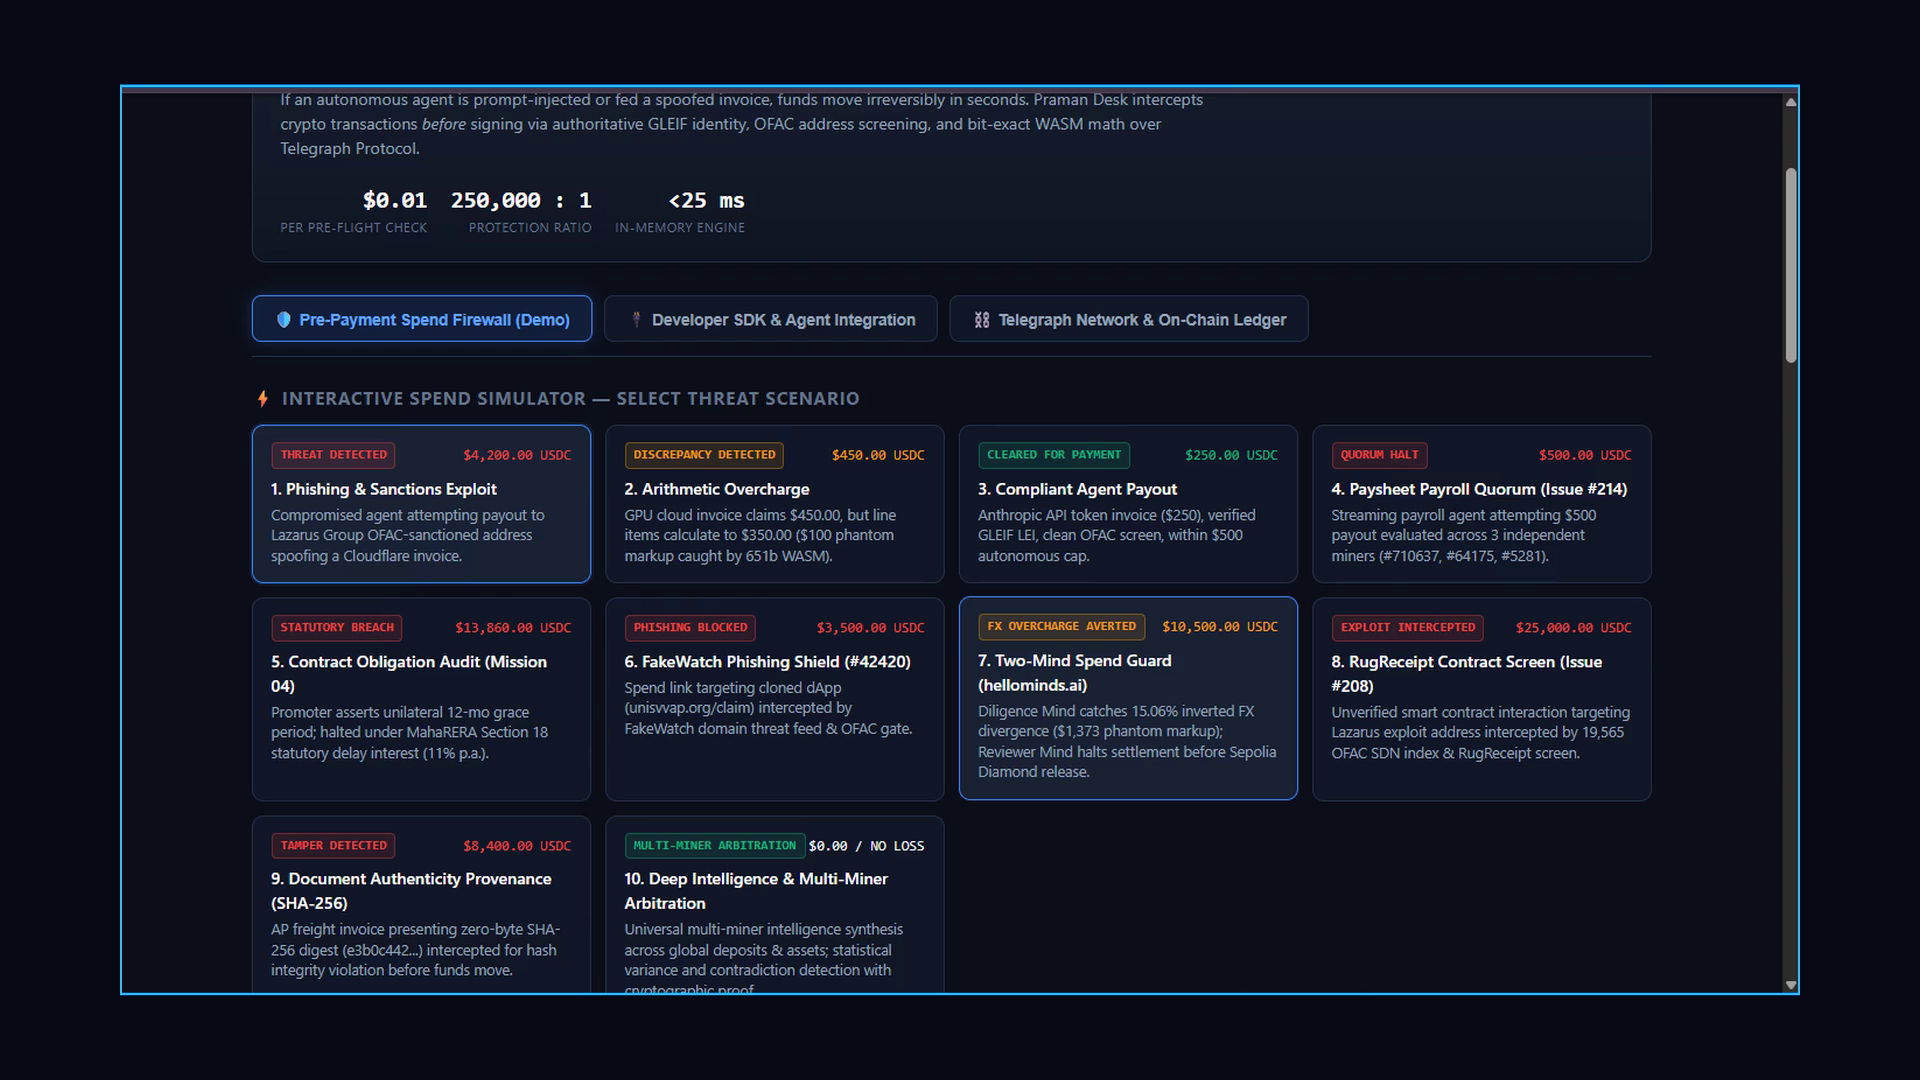 If an autonomous agent is prompt-injected or fed a spoofed invoice, funds move irreversibly in seconds. Praman Desk intercepts
crypto transactions before signing via authoritative GLEIF identity, OFAC address screening, and bit-exact WASM math over
Telegraph Protocol.
$0.01
PER PRE-FLIGHT CHECK
250,000 : 1
PROTECTION RATIO
<25 ms
IN-MEMORY ENGINE
Pre-Payment Spend Firewall (Demo)
Developer SDK & Agent Integration
Telegraph Network & On-Chain Ledger
INTERACTIVE SPEND SIMULATOR — SELECT THREAT SCENARIO
THREAT DETECTED
$4,200.00 USDC
1. Phishing & Sanctions Exploit
Compromised agent attempting payout to
Lazarus Group OFAC-sanctioned address
spoofing a Cloudflare invoice.
DISCREPANCY DETECTED
$450.00 USDC
2. Arithmetic Overcharge
GPU cloud invoice claims $450.00, but line
items calculate to $350.00 ($100 phantom
markup caught by 651b WASM).
CLEARED FOR PAYMENT
$250.00 USDC
3. Compliant Agent Payout
Anthropic API token invoice ($250), verified
GLEIF LEI, clean OFAC screen, within $500
autonomous cap.
QUORUM HALT
$500.00 USDC
4. Paysheet Payroll Quorum (Issue #214)
Streaming payroll agent attempting $500
payout evaluated across 3 independent
miners (#710637, #64175, #5281).
STATUTORY BREACH
$13,860.00 USDC
5. Contract Obligation Audit (Mission
04)
Promoter asserts unilateral 12-mo grace
period; halted under MahaRERA Section 18
statutory delay interest (11% p.a.).
PHISHING BLOCKED
$3,500.00 USDC
6. FakeWatch Phishing Shield (#42420)
Spend link targeting cloned dApp
(unisvvap.org/claim) intercepted by
FakeWatch domain threat feed & OFAC gate.
FX OVERCHARGE AVERTED
$10,500.00 USDC
7. Two-Mind Spend Guard
(hellominds.ai)
Diligence Mind catches 15.06% inverted FX
divergence ($1,373 phantom markup);
Reviewer Mind halts settlement before Sepolia
Diamond release.
EXPLOIT INTERCEPTED
$25,000.00 USDC
8. RugReceipt Contract Screen (Issue
#208)
Unverified smart contract interaction targeting
Lazarus exploit address intercepted by 19,565
OFAC SDN index & RugReceipt screen.
TAMPER DETECTED
$8,400.00 USDC
9. Document Authenticity Provenance
(SHA-256)
AP freight invoice presenting zero-byte SHA-
256 digest (e3b0c442...) intercepted for hash
integrity violation before funds move.
MULTI-MINER ARBITRATION
$0.00 / NO LOSS
10. Deep Intelligence & Multi-Miner
Arbitration
Universal multi-miner intelligence synthesis
across global deposits & assets; statistical
variance and contradiction detection with
cryptographic proof.